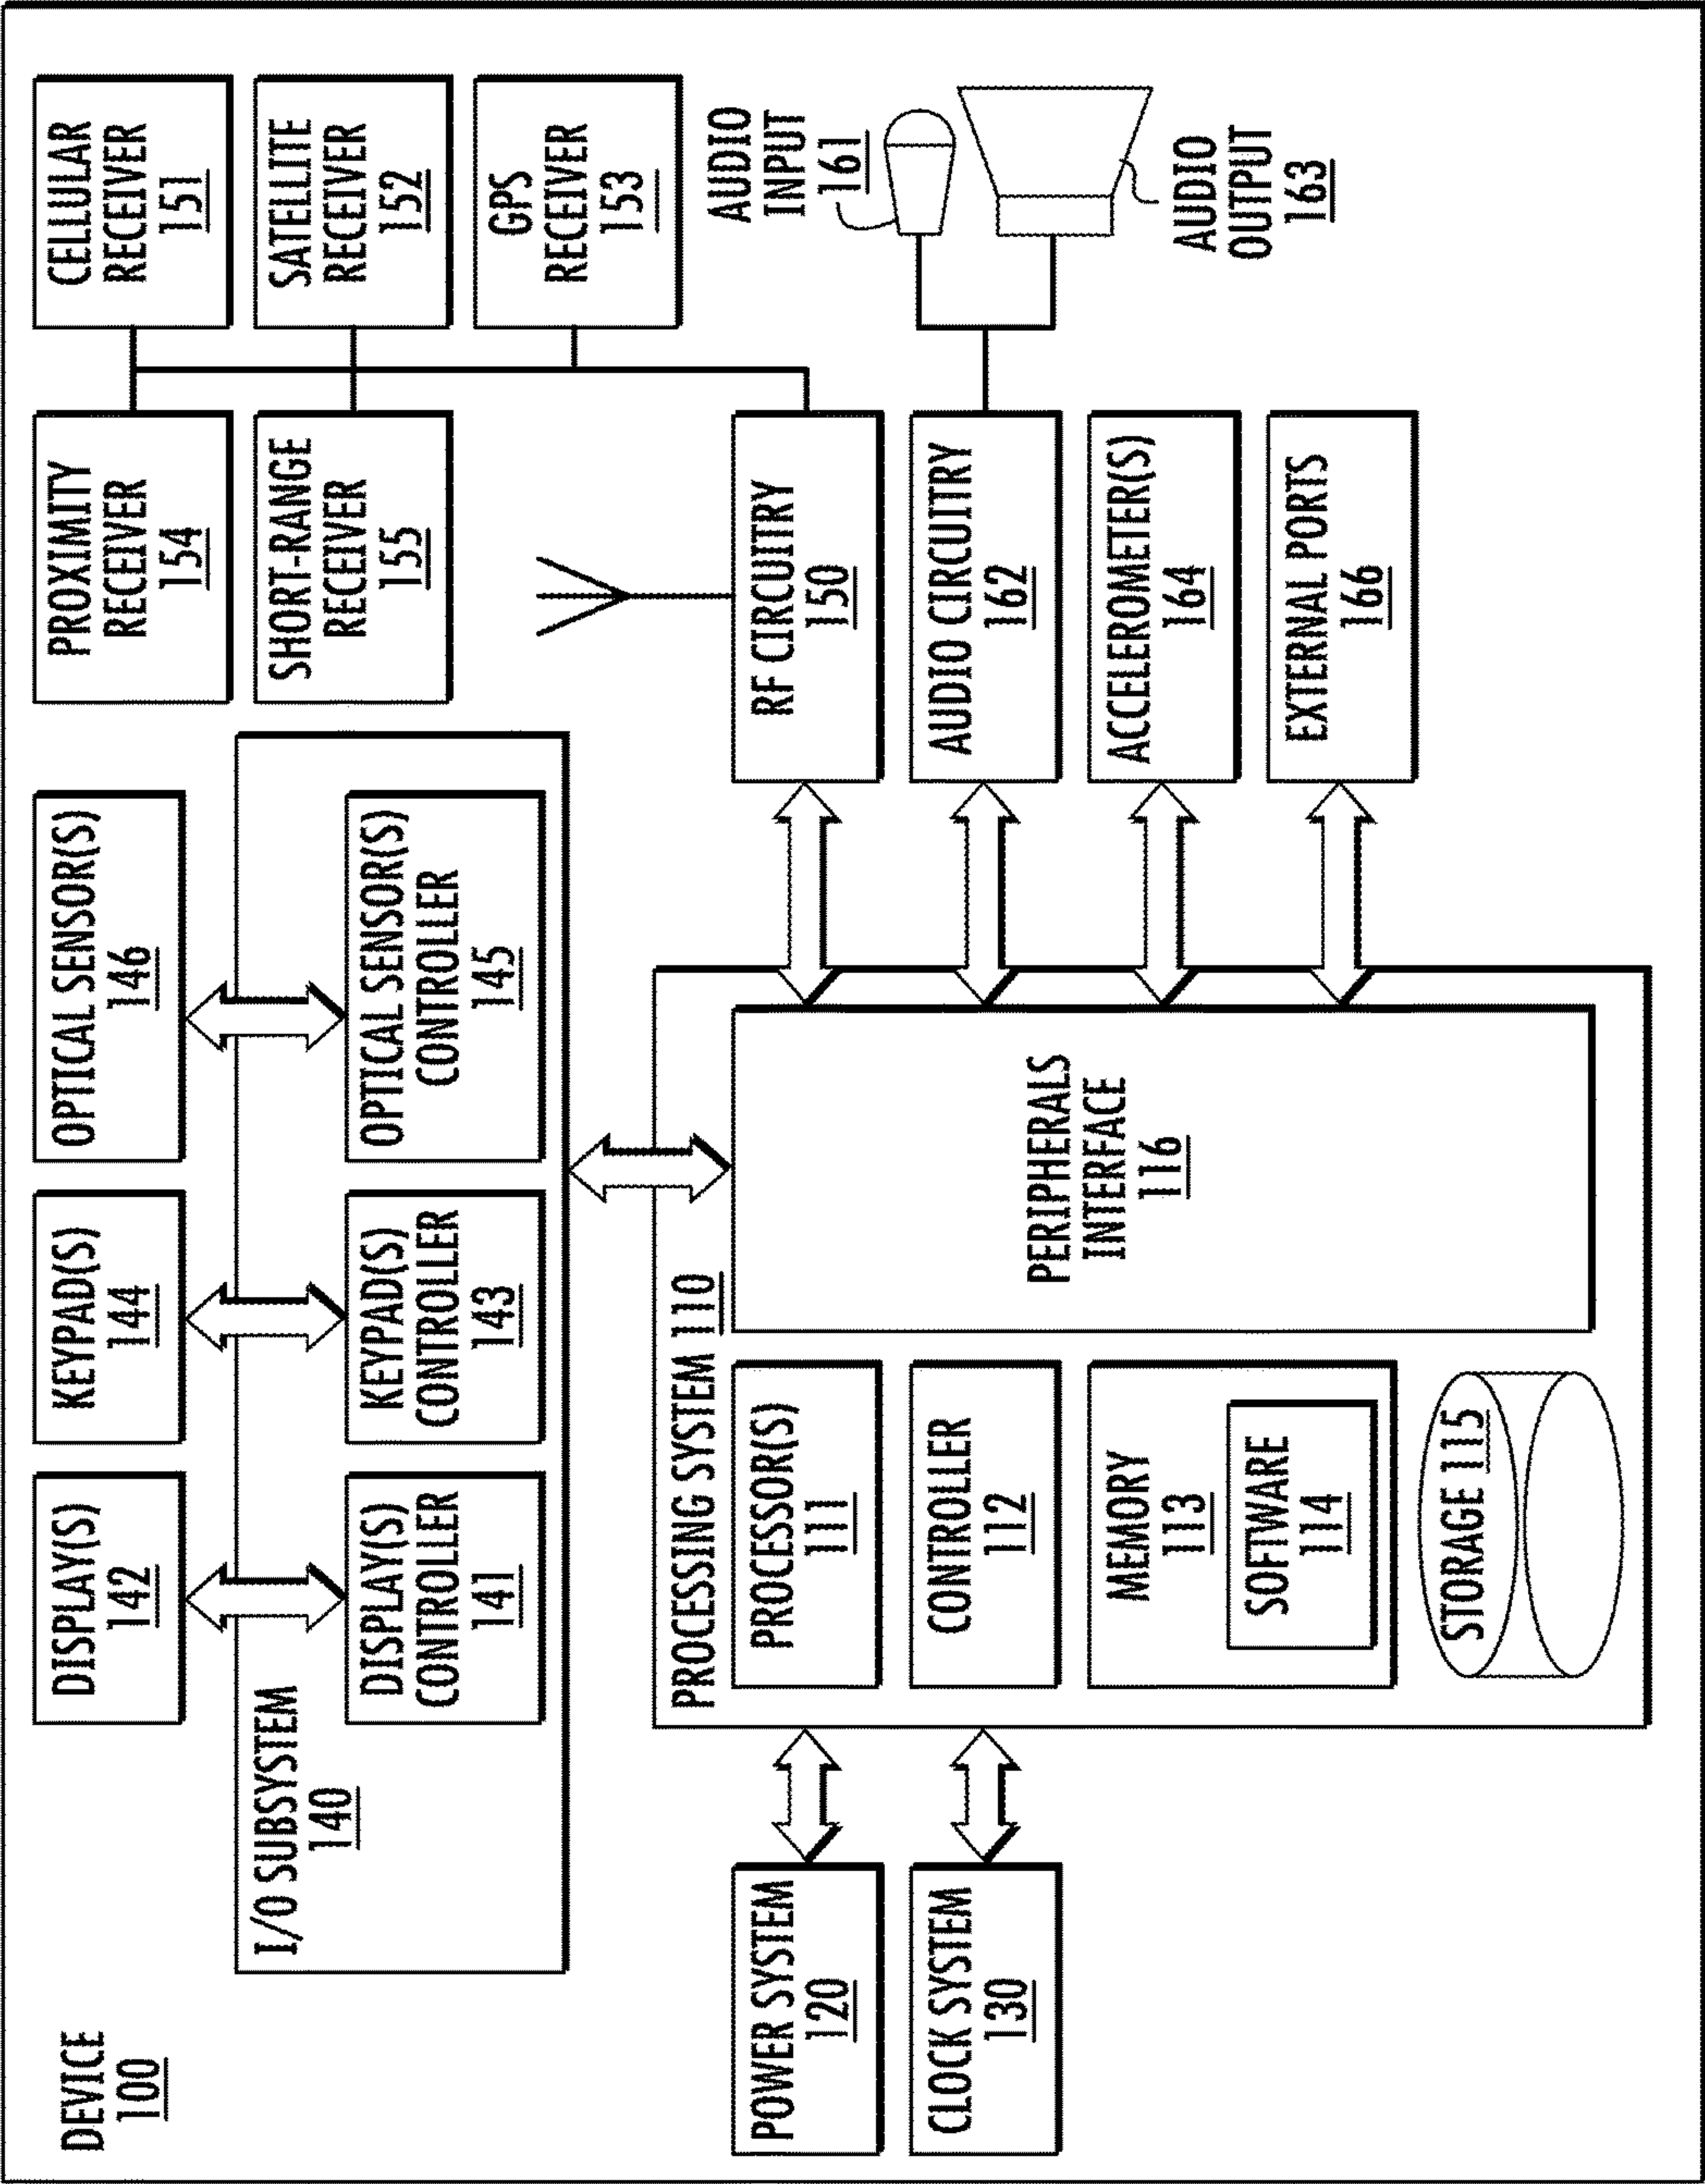 DEVICE
100
DISPLAY(S)
142
KEYPAD(S)
144
OPTICAL SENSOR(S)
146
PROXIMITY
RECEIVER
154
CELLULAR
RECEIVER
151
I/O SUBSYSTEM
140
DISPLAY(S)
CONTROLLER
141
KEYPAD(S)
CONTROLLER
143
OPTICAL SENSOR(S)
CONTROLLER
145
SHORT-RANGE
RECEIVER
155
SATELLITE
RECEIVER
152
GPS
RECEIVER
153
PROCESSING SYSTEM 110
POWER SYSTEM
120
CLOCK SYSTEM
130
PROCESSOR(S)
111
CONTROLLER
112
MEMORY
113
SOFTWARE
114
STORAGE 115
PERIPHERALS
INTERFACE
116
RF CIRCUITRY
150
AUDIO CIRCUITRY
162
ACCELEROMETER(S)
164
EXTERNAL PORTS
166
AUDIO
INPUT
161
AUDIO
OUTPUT
163